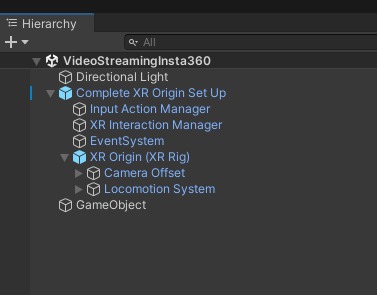 Hierarchy
All
VideoStreamingInsta360
Directional Light
Complete XR Origin Set Up
Input Action Manager
XR Interaction Manager
EventSystem
XR Origin (XR Rig)
Camera Offset
Locomotion System
GameObject